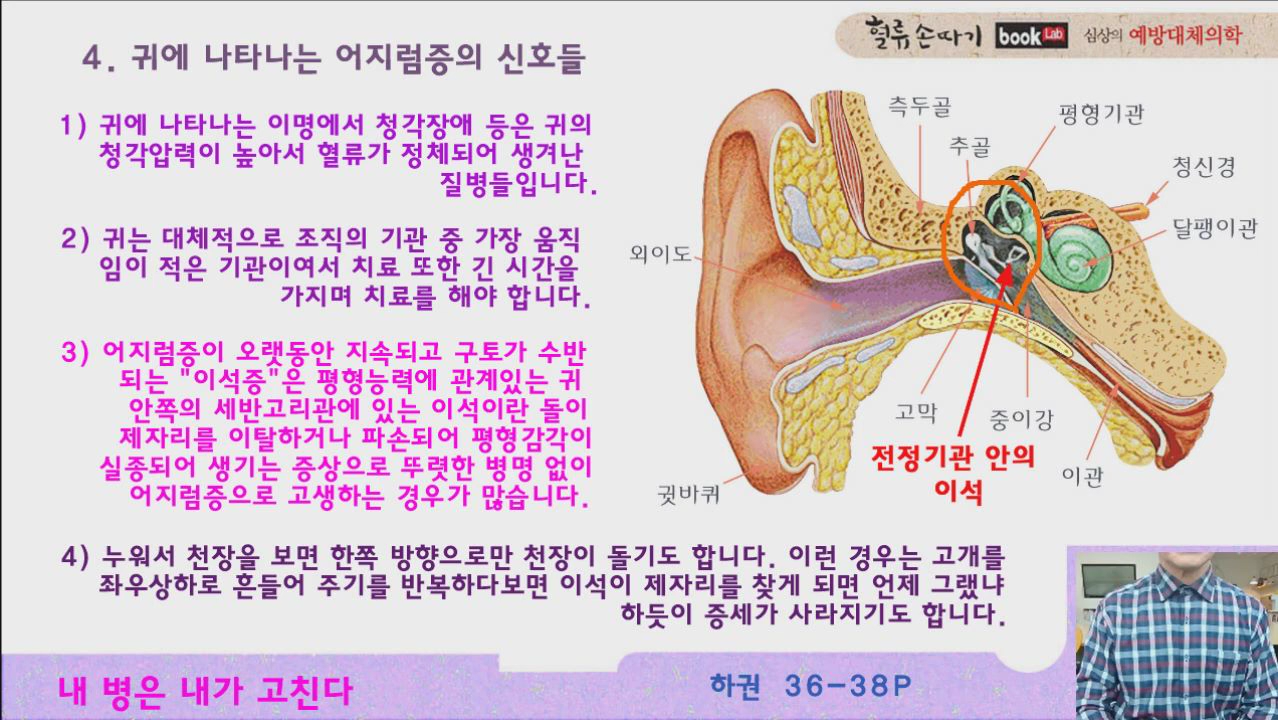 혈류 손따기 book Lab 심상의 예방대체의학
4. 귀에 나타나는 어지럼증의 신호들
1) 귀에 나타나는 이명에서 청각장애 등은 귀의
청각압력이 높아서 혈류가 정체되어 생겨난
질병들입니다.
2) 귀는 대체적으로 조직의 기관 중 가장 움직
임이 적은 기관이여서 치료 또한 긴 시간을
가지며 치료를 해야 합니다.
3) 어지럼증이 오랫동안 지속되고 구토가 수반
되는 "이석증"은 평형능력에 관계있는 귀
안쪽의 세반고리관에 있는 이석이란 돌이
제자리를 이탈하거나 파손되어 평형감각이
실종되어 생기는 증상으로 뚜렷한 병명 없이
어지럼증으로 고생하는 경우가 많습니다.
측두골
평형기관
추골
청신경
달팽이관
외이도
고막
중이강
전정기관 안의
이석
이관
귓바퀴
4) 누워서 천장을 보면 한쪽 방향으로만 천장이 돌기도 합니다. 이런 경우는 고개를
좌우상하로 흔들어 주기를 반복하다보면 이석이 제자리를 찾게 되면 언제 그랬냐
하듯이 증세가 사라지기도 합니다.
내 병은 내가 고친다
하권 36-38P